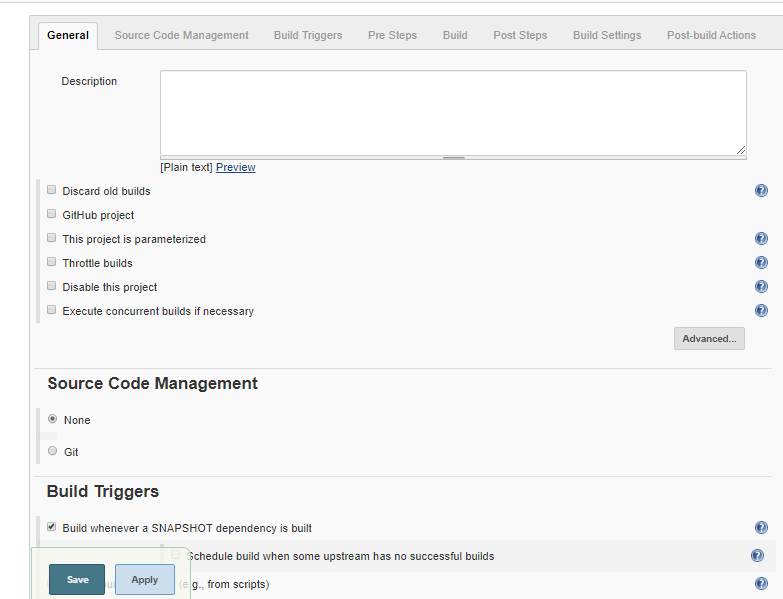 General Source Code Management Build Triggers Pre Steps Build Post Steps Build Settings Post-build Actions
Description
[Plain text] Preview
Discard old builds
GitHub project
This project is parameterized
Throttle builds
Disable this project
Execute concurrent builds if necessary
Advanced...
Source Code Management
None
Git
Build Triggers
Build whenever a SNAPSHOT dependency is built
Schedule build when some upstream has no successful builds
Save Apply (e.g., from scripts)